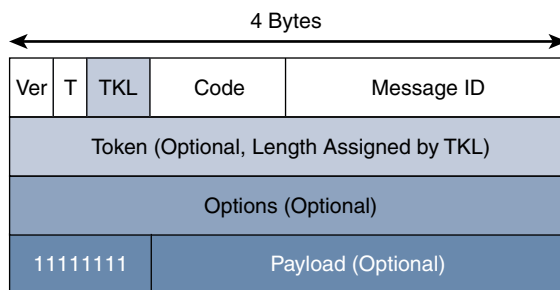 4 Bytes
Ver T TKL Code Message ID
Token (Optional, Length Assigned by TKL)
Options (Optional)
11111111 Payload (Optional)